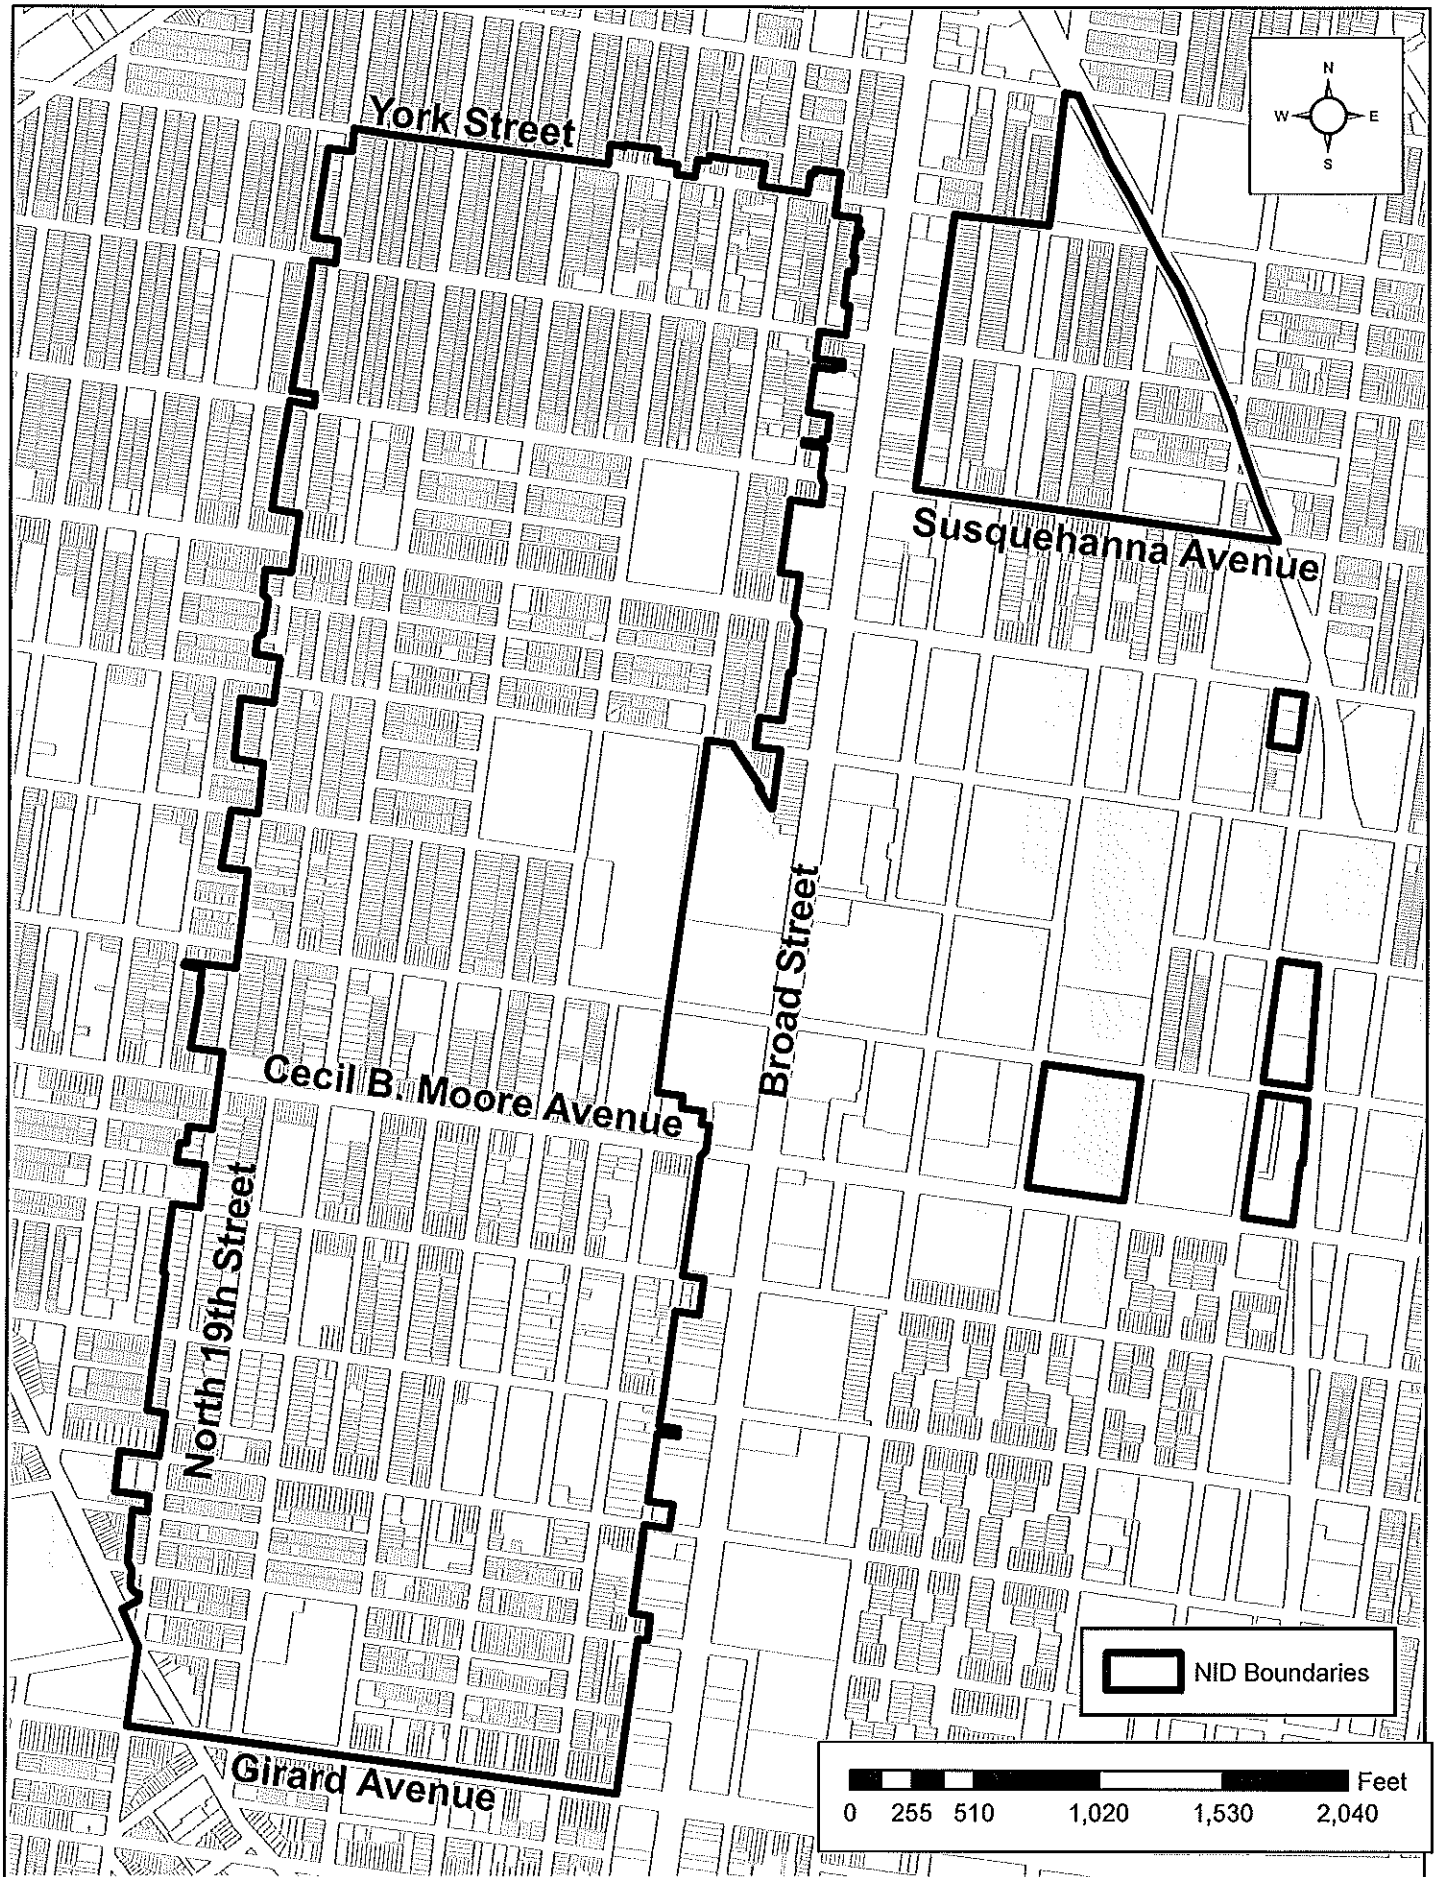 N
W E
S
York Street
Susquehanna Avenue
Broad Street
Cecil B. Moore Avenue
North 19th Street
Girard Avenue
NID Boundaries
Feet
0 255 510 1,020 1,530 2,040